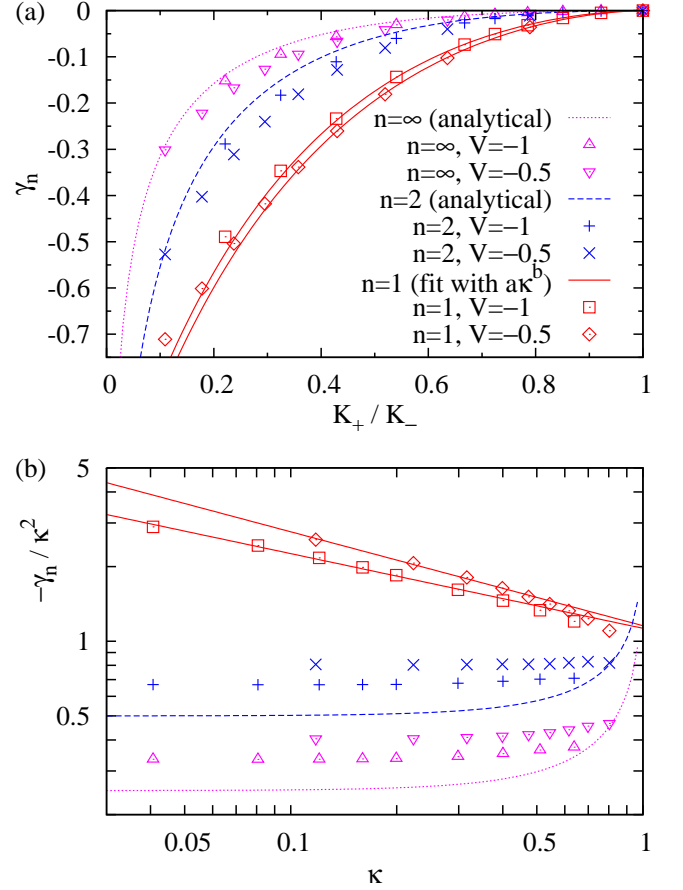 (a)
0
-0.1
-0.2
-0.3
-0.4
-0.5
-0.6
-0.7
γn
n=∞ (analytical)
n=∞, V=−1
n=∞, V=−0.5
n=2 (analytical)
n=2, V=−1
n=2, V=−0.5
n=1 (fit with aκ^b)
n=1, V=−1
n=1, V=−0.5
0 0.2 0.4 0.6 0.8 1
K+ / K−
(b)
5
1
0.5
−γn / κ²
0.05 0.1 0.5 1
κ